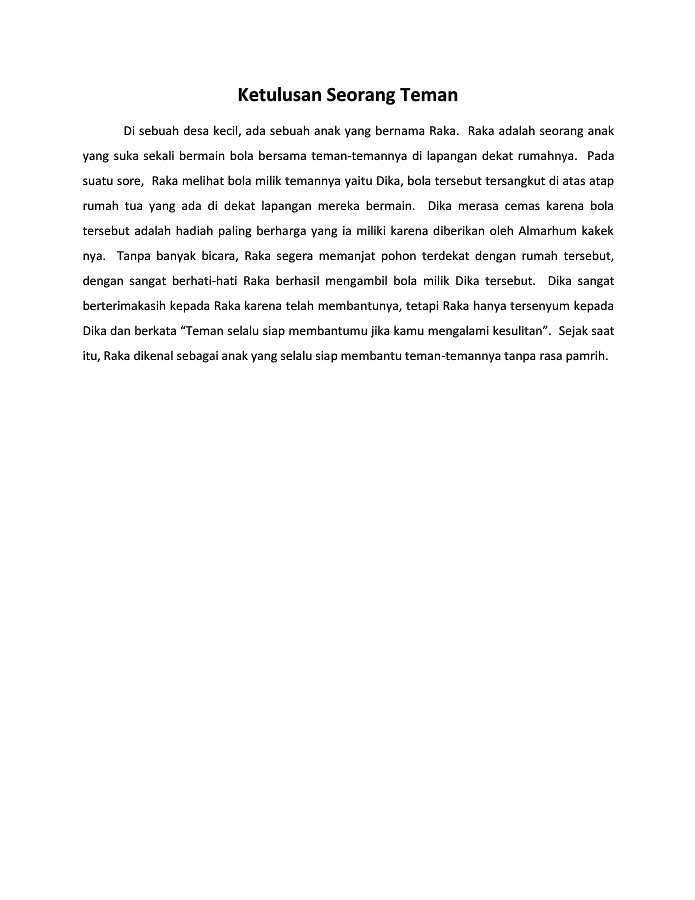 Ketulusan Seorang Teman
Di sebuah desa kecil, ada sebuah anak yang bernama Raka.  Raka adalah seorang anak
yang suka sekali bermain bola bersama teman-temannya di lapangan dekat rumahnya.  Pada
suatu sore,  Raka melihat bola milik temannya yaitu Dika, bola tersebut tersangkut di atas atap
rumah tua yang ada di dekat lapangan mereka bermain.  Dika merasa cemas karena bola
tersebut adalah hadiah paling berharga yang ia miliki karena diberikan oleh Almarhum kakek
nya.  Tanpa banyak bicara, Raka segera memanjat pohon terdekat dengan rumah tersebut,
dengan sangat berhati-hati Raka berhasil mengambil bola milik Dika tersebut.  Dika sangat
berterimakasih kepada Raka karena telah membantunya, tetapi Raka hanya tersenyum kepada
Dika dan berkata “Teman selalu siap membantumu jika kamu mengalami kesulitan”.  Sejak saat
itu, Raka dikenal sebagai anak yang selalu siap membantu teman-temannya tanpa rasa pamrih.